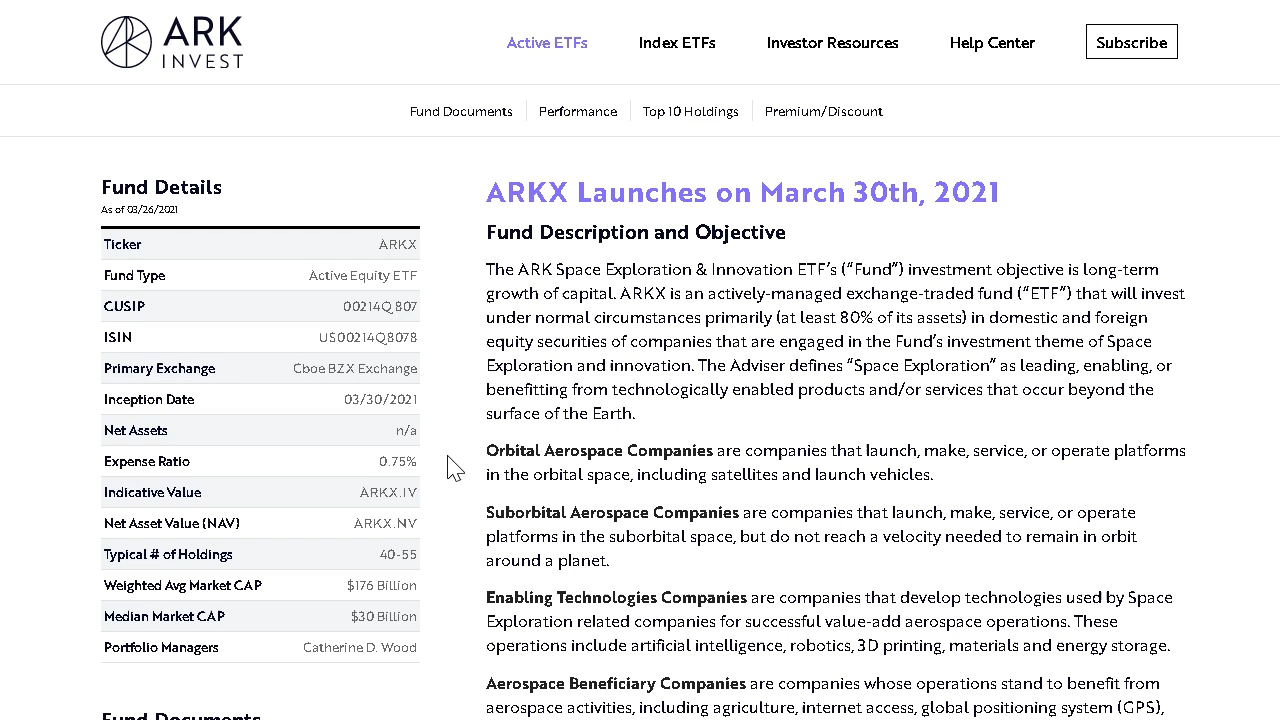 ARK
INVEST
Active ETFs
Index ETFs
Investor Resources
Help Center
Subscribe
Fund Documents
Performance
Top 10 Holdings
Premium/Discount
Fund Details
As of 03/26/2021
Ticker ARKX
Fund Type Active Equity ETF
CUSIP 00214Q807
ISIN US00214Q8078
Primary Exchange Cboe BZX Exchange
Inception Date 03/30/2021
Net Assets n/a
Expense Ratio 0.75%
Indicative Value ARKX.IV
Net Asset Value (NAV) ARKX.NV
Typical # of Holdings 40-55
Weighted Avg Market CAP $176 Billion
Median Market CAP $30 Billion
Portfolio Managers Catherine D. Wood
Fund Documents
ARKX Launches on March 30th, 2021
Fund Description and Objective
The ARK Space Exploration & Innovation ETF’s (“Fund”) investment objective is long-term
growth of capital. ARKX is an actively-managed exchange-traded fund (“ETF”) that will invest
under normal circumstances primarily (at least 80% of its assets) in domestic and foreign
equity securities of companies that are engaged in the Fund’s investment theme of Space
Exploration and innovation. The Adviser defines “Space Exploration” as leading, enabling, or
benefitting from technologically enabled products and/or services that occur beyond the
surface of the Earth.
Orbital Aerospace Companies are companies that launch, make, service, or operate platforms
in the orbital space, including satellites and launch vehicles.
Suborbital Aerospace Companies are companies that launch, make, service, or operate
platforms in the suborbital space, but do not reach a velocity needed to remain in orbit
around a planet.
Enabling Technologies Companies are companies that develop technologies used by Space
Exploration related companies for successful value-add aerospace operations. These
operations include artificial intelligence, robotics, 3D printing, materials and energy storage.
Aerospace Beneficiary Companies are companies whose operations stand to benefit from
aerospace activities, including agriculture, internet access, global positioning system (GPS),